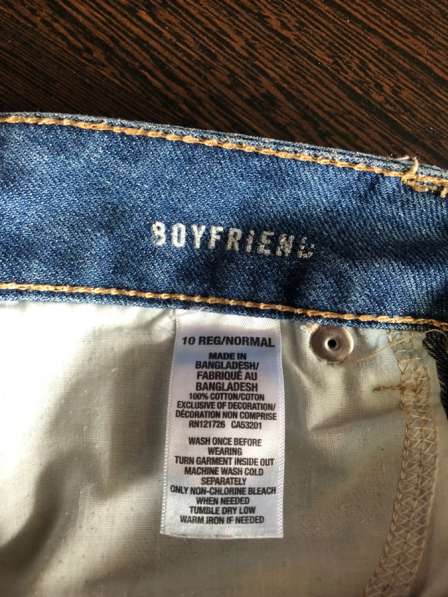 BOYFRIEND
10 REG/NORMAL
MADE IN
BANGLADESH/
FABRIQUÉ AU
BANGLADESH
100% COTTON/COTON
EXCLUSIVE OF DECORATION/
DÉCORATION NON COMPRISE
RN121726 CA53201
WASH ONCE BEFORE
WEARING
TURN GARMENT INSIDE OUT
MACHINE WASH COLD
SEPARATELY
ONLY NON-CHLORINE BLEACH
WHEN NEEDED
TUMBLE DRY LOW
WARM IRON IF NEEDED